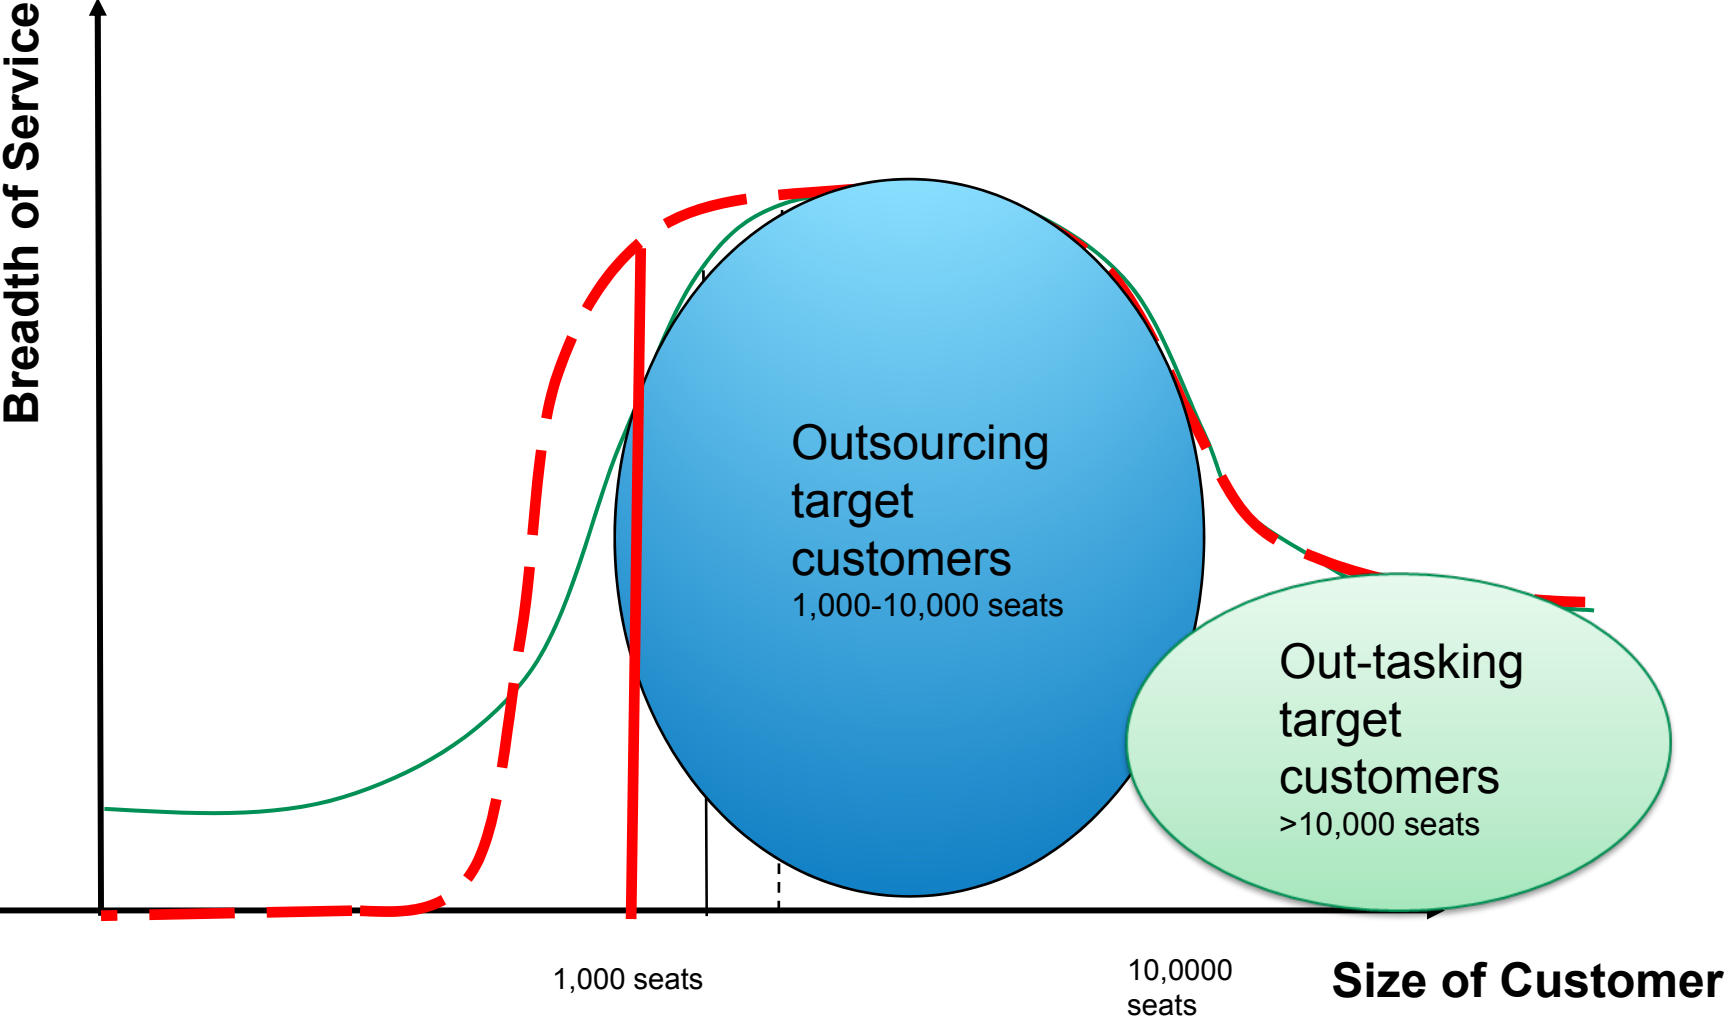 Breadth of Service
Outsourcing
target
customers
1,000-10,000 seats
Out-tasking
target
customers
>10,000 seats
1,000 seats
10,0000
seats
Size of Customer